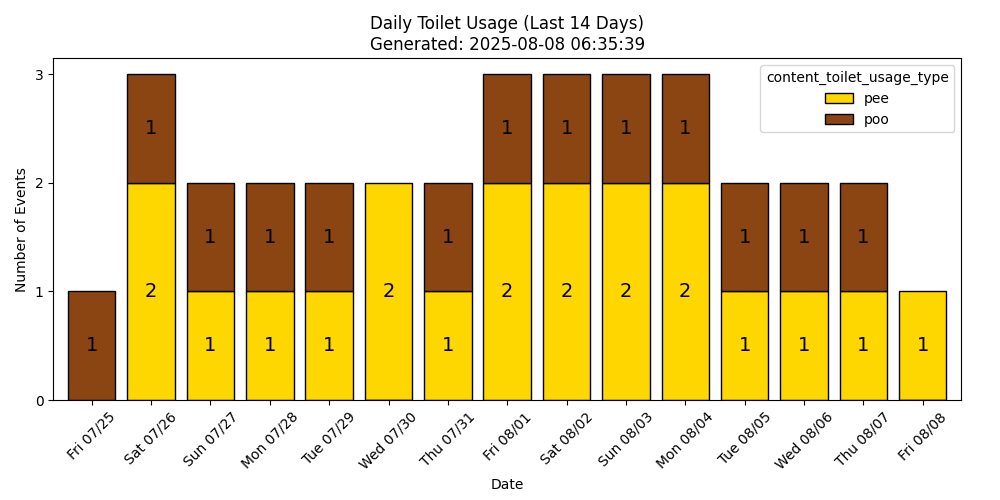 Daily Toilet Usage (Last 14 Days)
Generated: 2025-08-08 06:35:39
content_toilet_usage_type
pee
poo
Number of Events
3
2
1
0
1
2
1
1
1
1
1
1
1
2
1
1
2
1
2
1
2
1
2
1
1
1
1
1
1
1
1
Fri 07/25
Sat 07/26
Sun 07/27
Mon 07/28
Tue 07/29
Wed 07/30
Thu 07/31
Fri 08/01
Sat 08/02
Sun 08/03
Mon 08/04
Tue 08/05
Wed 08/06
Thu 08/07
Fri 08/08
Date